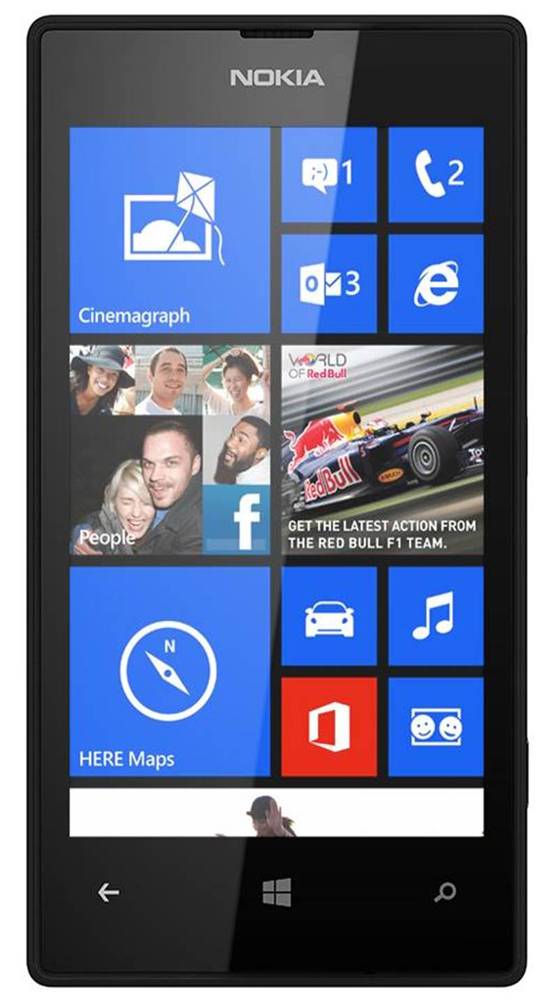 NOKIA
;-) 1
2
Cinemagraph
O 3
e
People
f
WORLD
OF Red Bull
Red Bull
GET THE LATEST ACTION FROM
THE RED BULL F1 TEAM.
N
HERE Maps